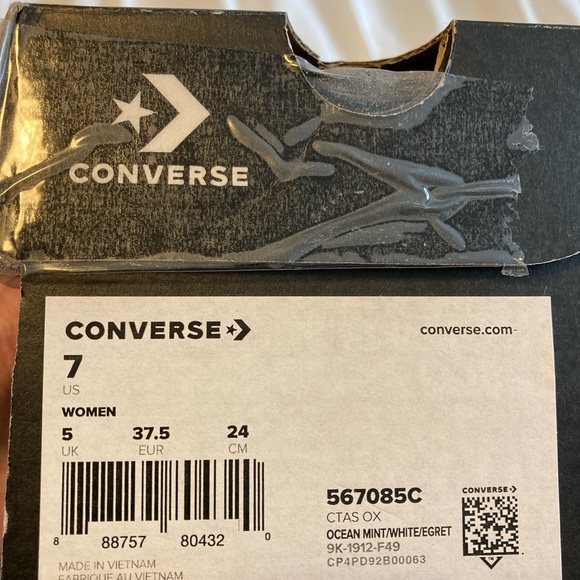 CONVERSE
CONVERSE
converse.com
7
US
WOMEN
5 37.5 24
UK EUR CM
8 88757 80432 0
567085C
CTAS OX
OCEAN MINT/WHITE/EGRET
9K-1912-F49
CP4PD92B00063
CONVERSE
MADE IN VIETNAM
FABRIQUE AU VIETNAM